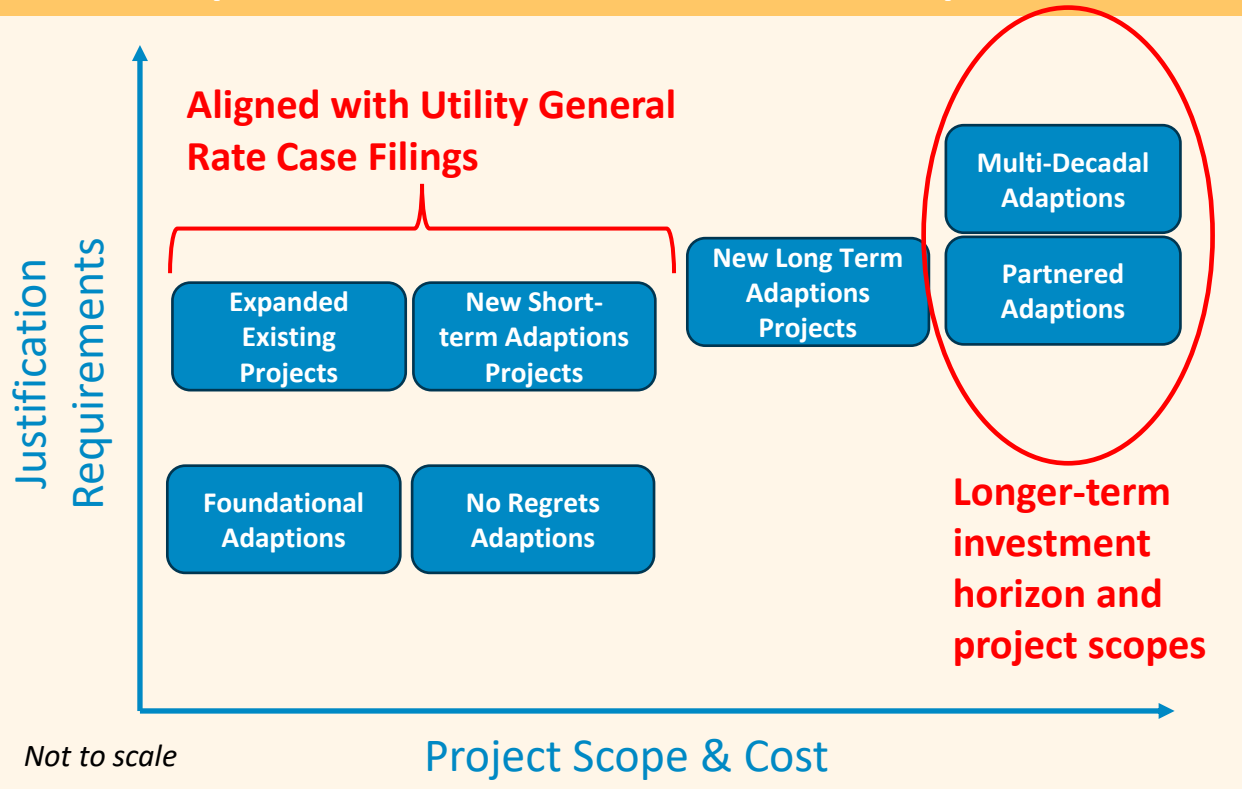 Aligned with Utility General
Rate Case Filings
Multi-Decadal
Adaptions
Partnered
Adaptions
New Long Term
Adaptions
Projects
Expanded
Existing
Projects
New Short-
term Adaptions
Projects
Foundational
Adaptions
No Regrets
Adaptions
Longer-term
investment
horizon and
project scopes
Justification
Requirements
Project Scope & Cost
Not to scale